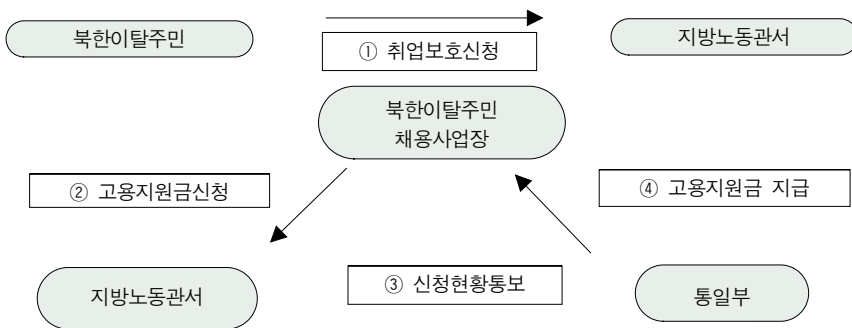 북한이탈주민
① 취업보호신청
지방노동관서
북한이탈주민
채용사업장
② 고용지원금신청
④ 고용지원금 지급
지방노동관서
③ 신청현황통보
통일부